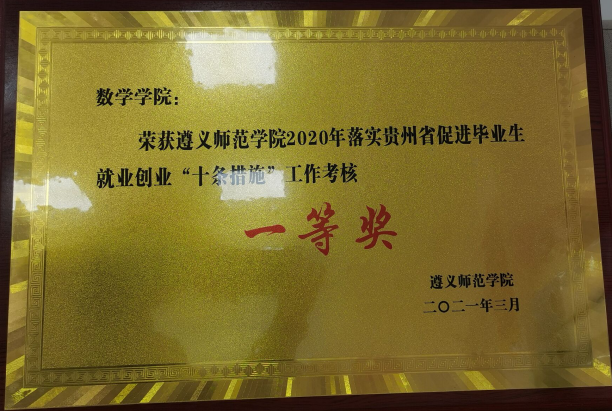 数学学院：
荣获遵义师范学院2020年落实贵州省促进毕业生
就业创业“十条措施”工作考核
一等奖
遵义师范学院
二〇二一年三月